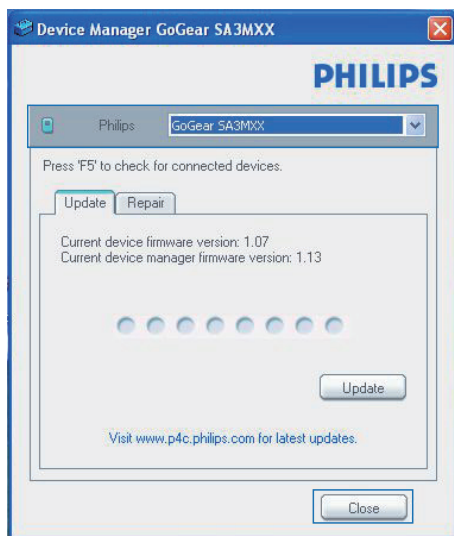 Device Manager GoGear SA3MXX
PHILIPS
Philips GoGear SA3MXX
Press 'F5' to check for connected devices.
Update Repair
Current device firmware version: 1.07
Current device manager firmware version: 1.13
Update
Visit www.p4c.philips.com for latest updates.
Close